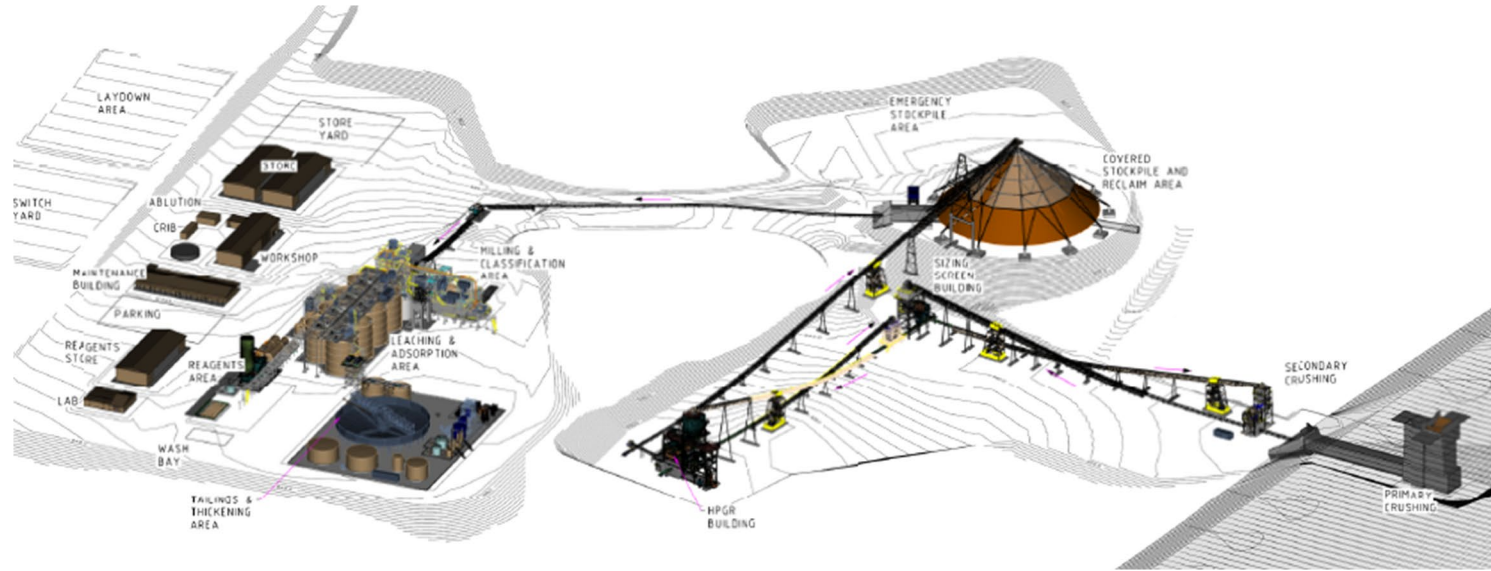 LAYDOWN
AREA
STORE
YARD
STORE
SWITCH
YARD
ABLUTION
CRIB
WORKSHOP
MAINTENANCE
BUILDING
PARKING
REAGENTS
STORE
LAB
REAGENTS
AREA
WASH
BAY
TAILINGS &
THICKENING
AREA
MILLING &
CLASSIFICATION
AREA
LEACHING &
ADSORPTION
AREA
EMERGENCY
STOCKPILE
AREA
COVERED
STOCKPILE AND
RECLAIM AREA
SIZING
SCREEN
BUILDING
HPGR
BUILDING
SECONDARY
CRUSHING
PRIMARY
CRUSHING